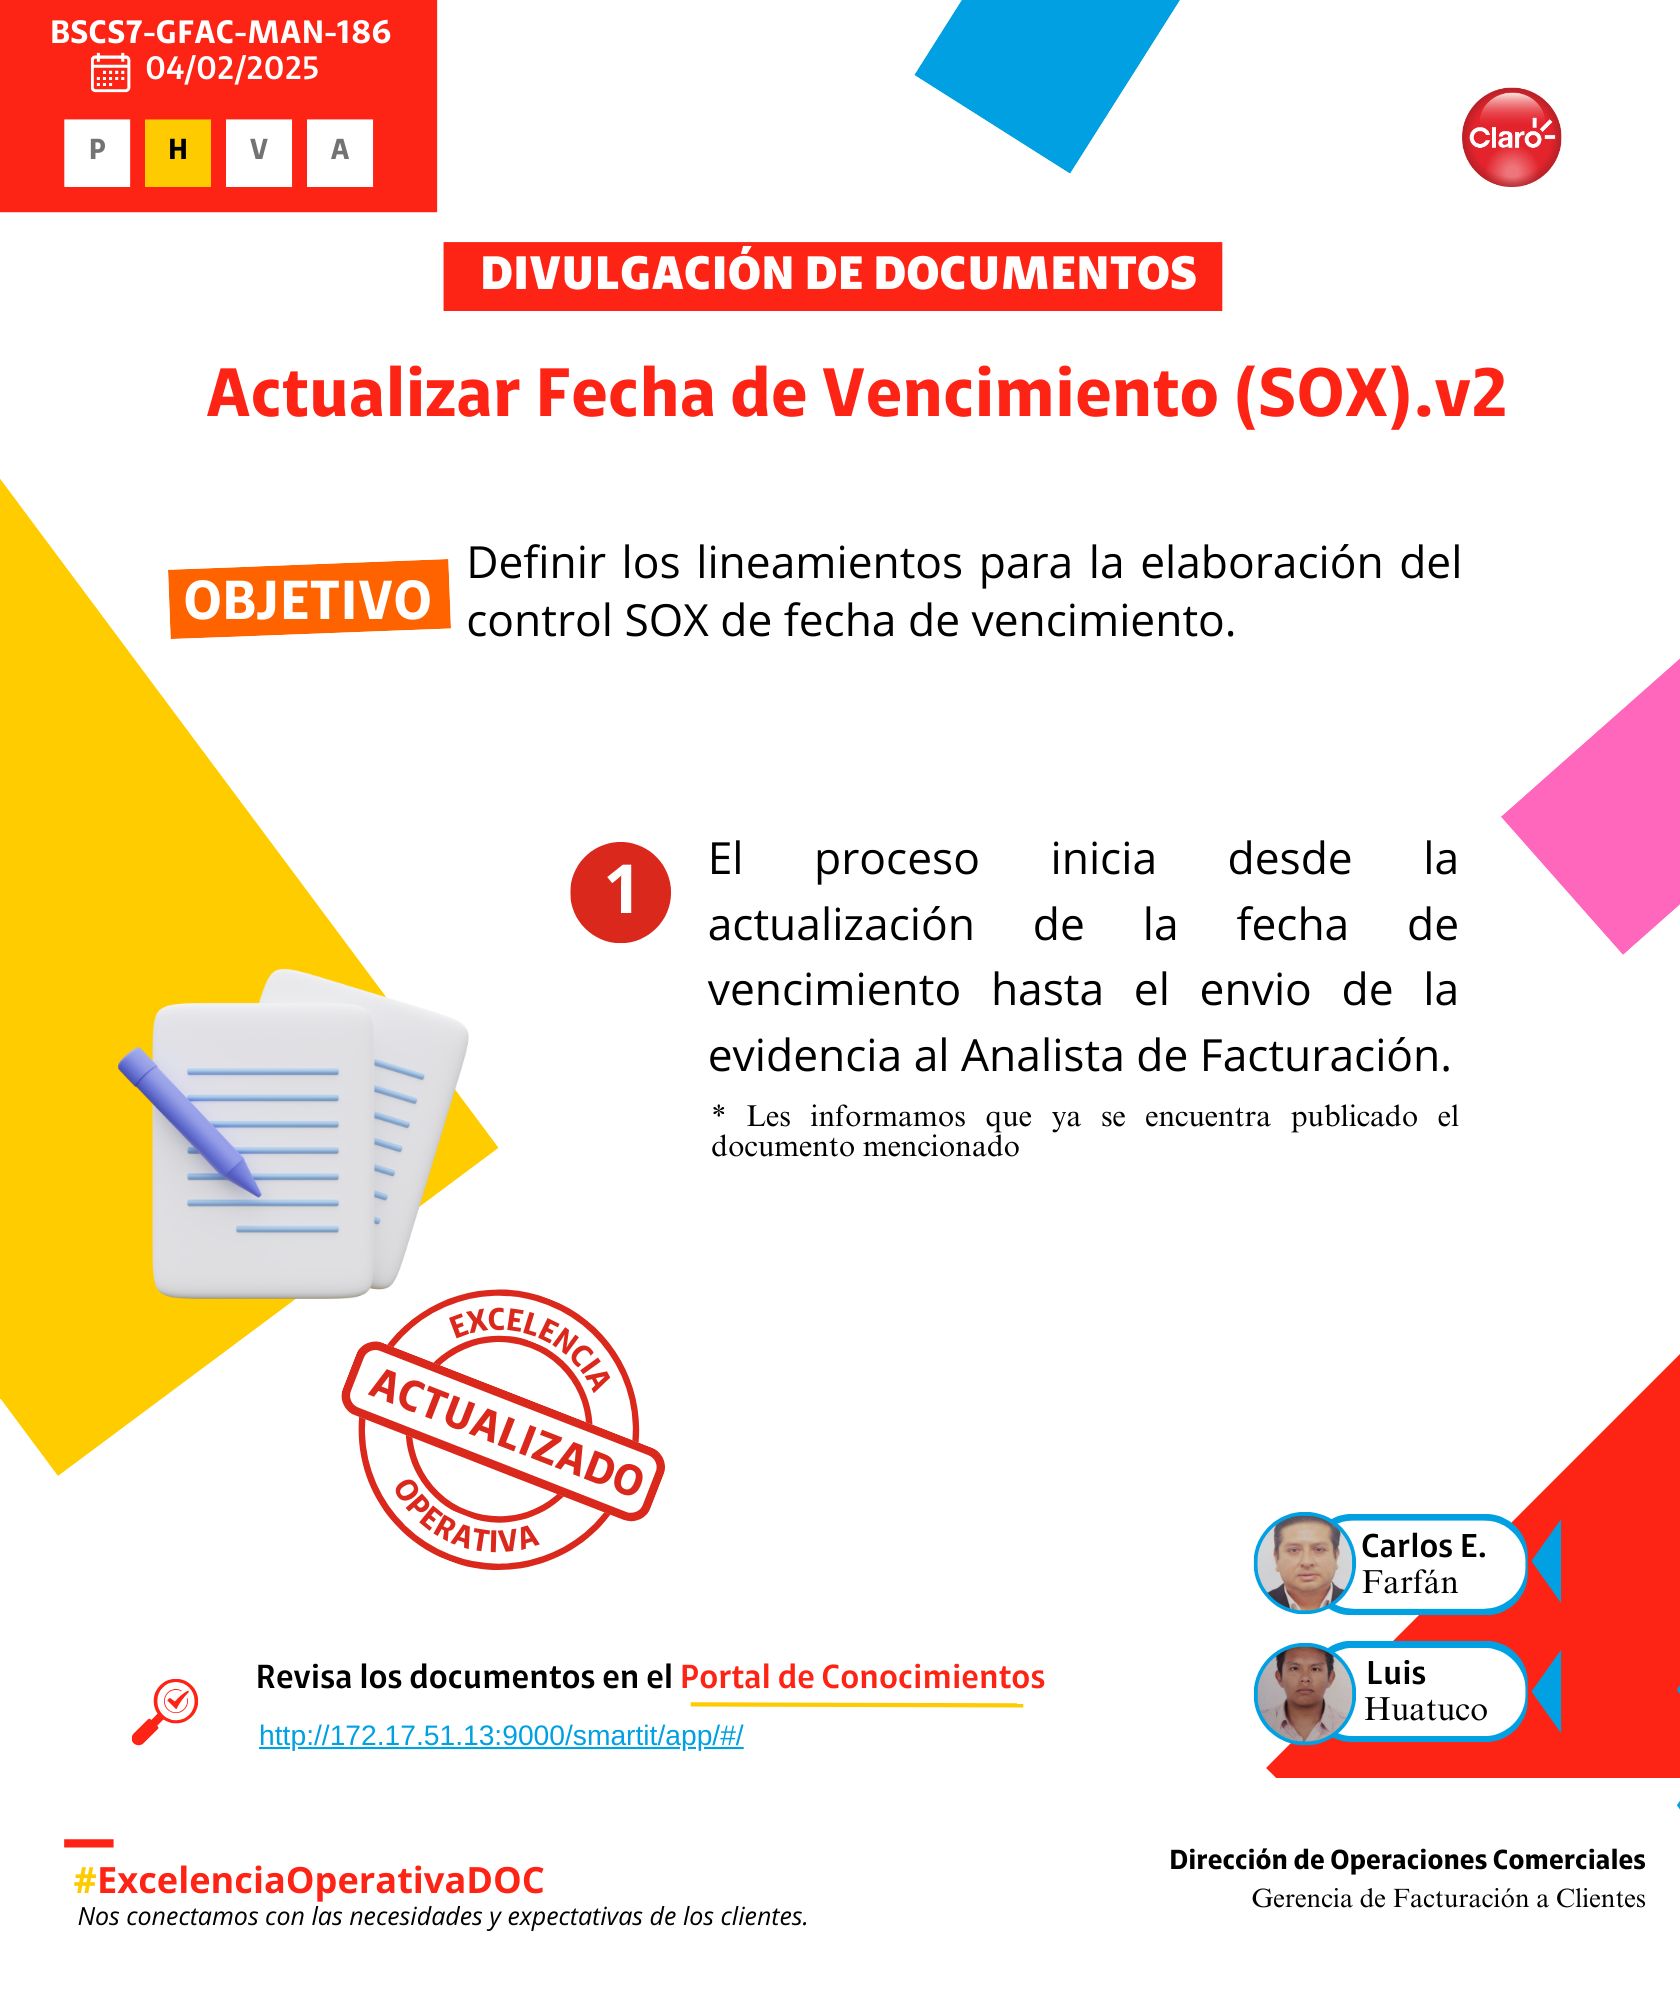 BSCS7-GFAC-MAN-186
04/02/2025
P H V A
Claro
DIVULGACIÓN DE DOCUMENTOS
Actualizar Fecha de Vencimiento (SOX).v2
OBJETIVO
Definir los lineamientos para la elaboración del
control SOX de fecha de vencimiento.
1
El proceso inicia desde la
actualización de la fecha de
vencimiento hasta el envio de la
evidencia al Analista de Facturación.
* Les informamos que ya se encuentra publicado el
documento mencionado
EXCELENCIA
ACTUALIZADO
OPERATIVA
Carlos E.
Farfán
Luis
Huatuco
Revisa los documentos en el Portal de Conocimientos
http://172.17.51.13:9000/smartit/app/#/
#ExcelenciaOperativaDOC
Nos conectamos con las necesidades y expectativas de los clientes.
Dirección de Operaciones Comerciales
Gerencia de Facturación a Clientes